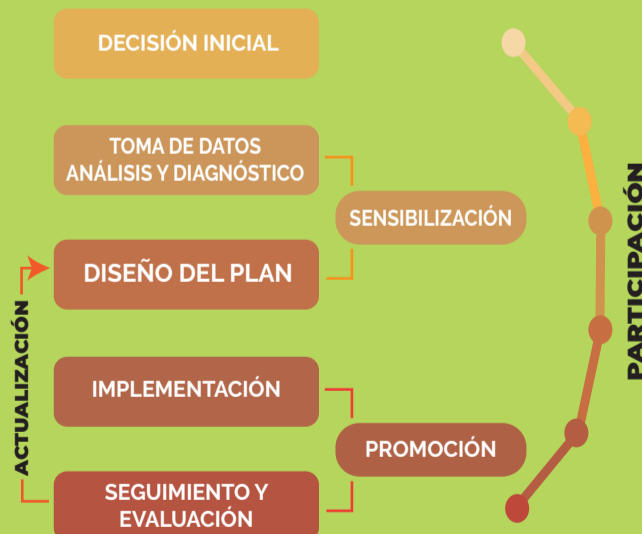 DECISIÓN INICIAL
TOMA DE DATOS
ANÁLISIS Y DIAGNÓSTICO
SENSIBILIZACIÓN
DISEÑO DEL PLAN
IMPLEMENTACIÓN
PROMOCIÓN
SEGUIMIENTO Y
EVALUACIÓN
ACTUALIZACIÓN
PARTICIPACIÓN